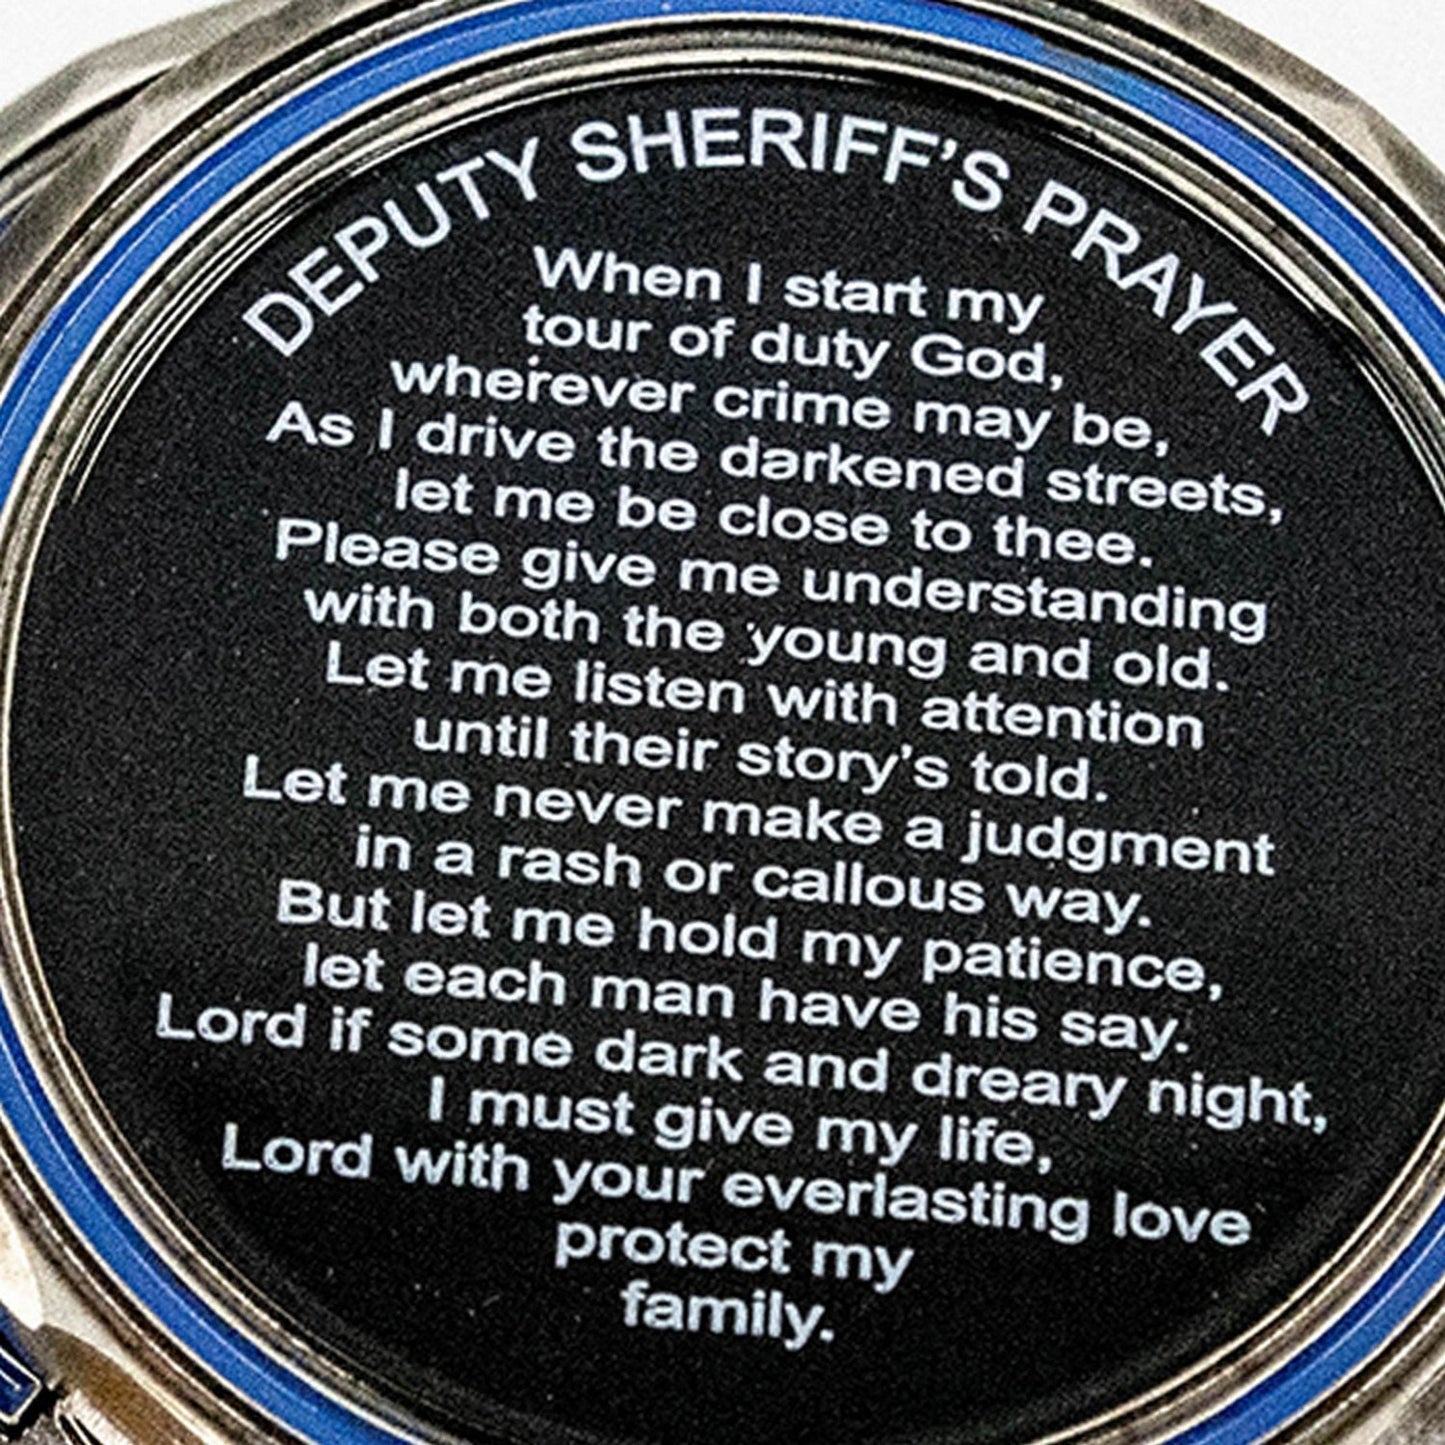 DEPUTY SHERIFF’S PRAYER
When I start my
tour of duty God,
wherever crime may be,
As I drive the darkened streets,
let me be close to thee.
Please give me understanding
with both the young and old.
Let me listen with attention
until their story’s told.
Let me never make a judgment
in a rash or callous way.
But let me hold my patience,
let each man have his say.
Lord if some dark and dreary night,
I must give my life,
Lord with your everlasting love
protect my
family.